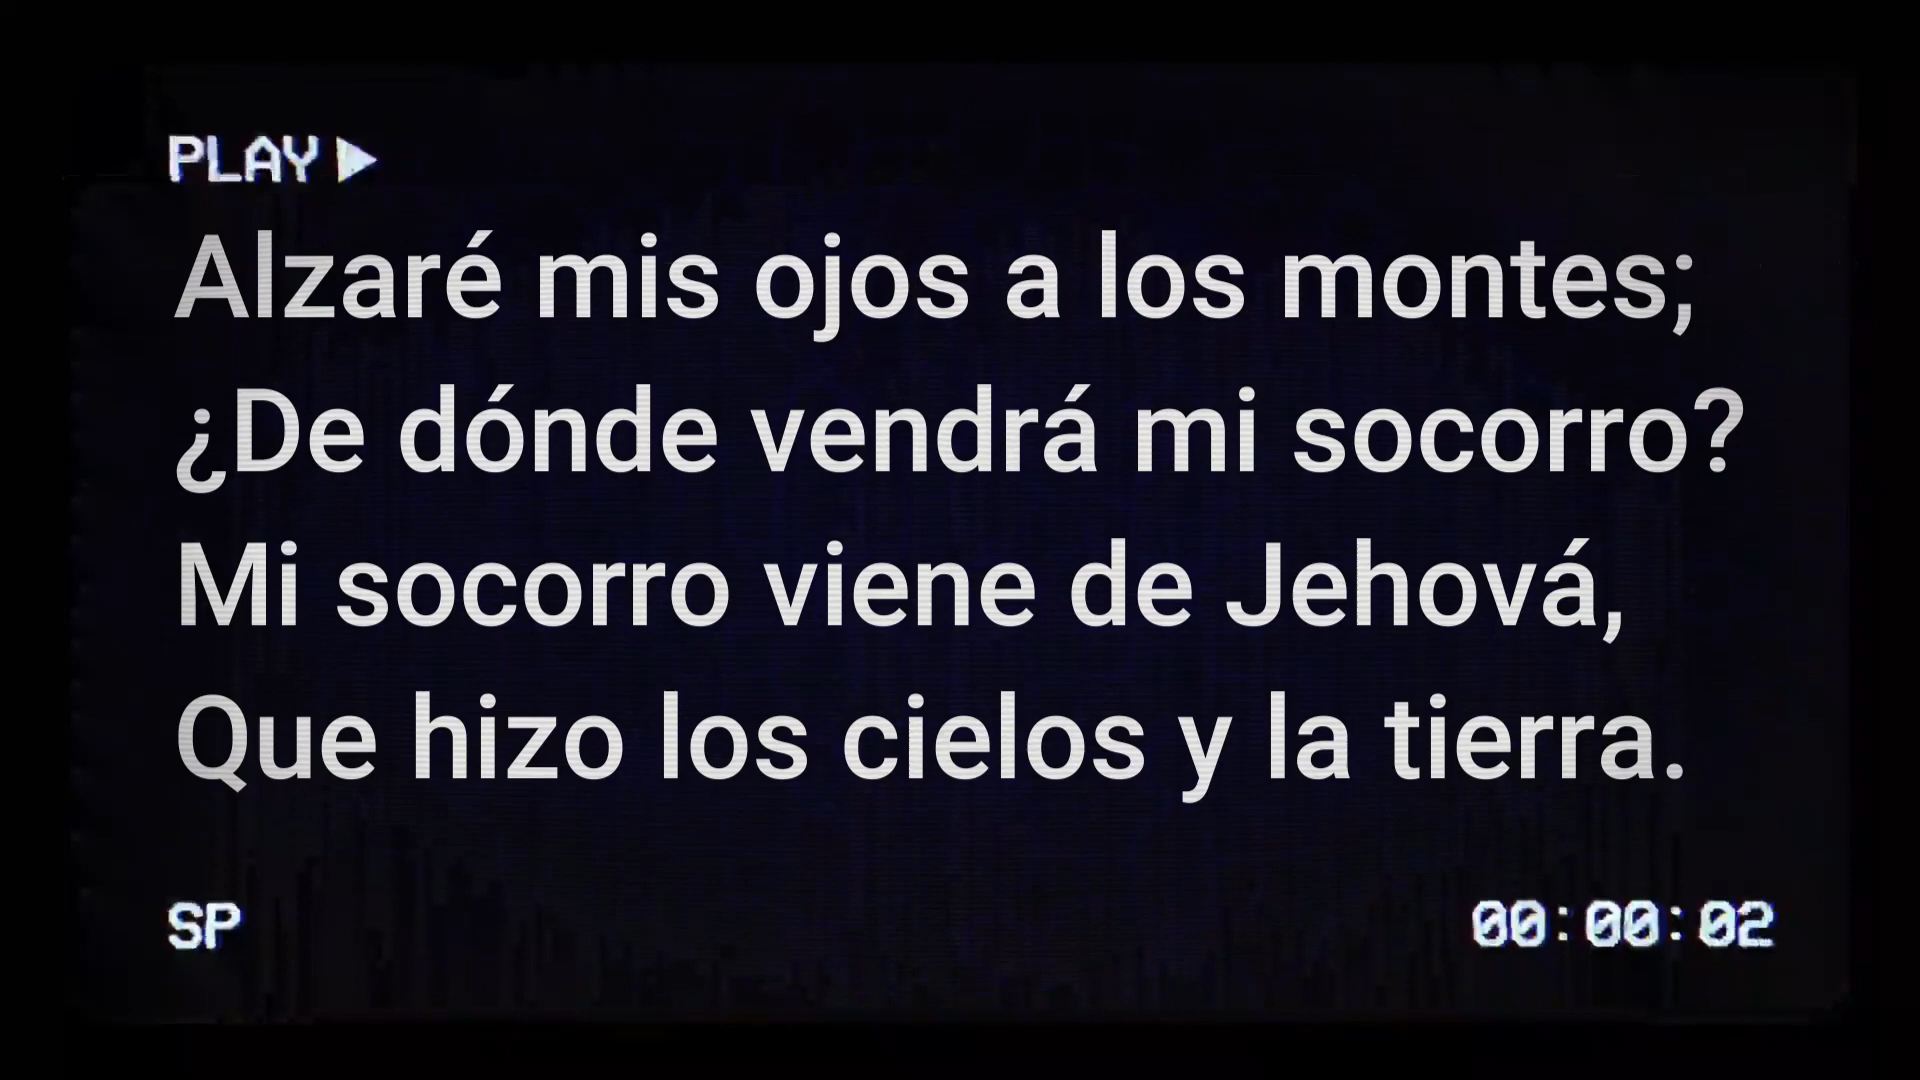 PLAY
Alzaré mis ojos a los montes;
¿De dónde vendrá mi socorro?
Mi socorro viene de Jehová,
Que hizo los cielos y la tierra.
SP
00:00:02